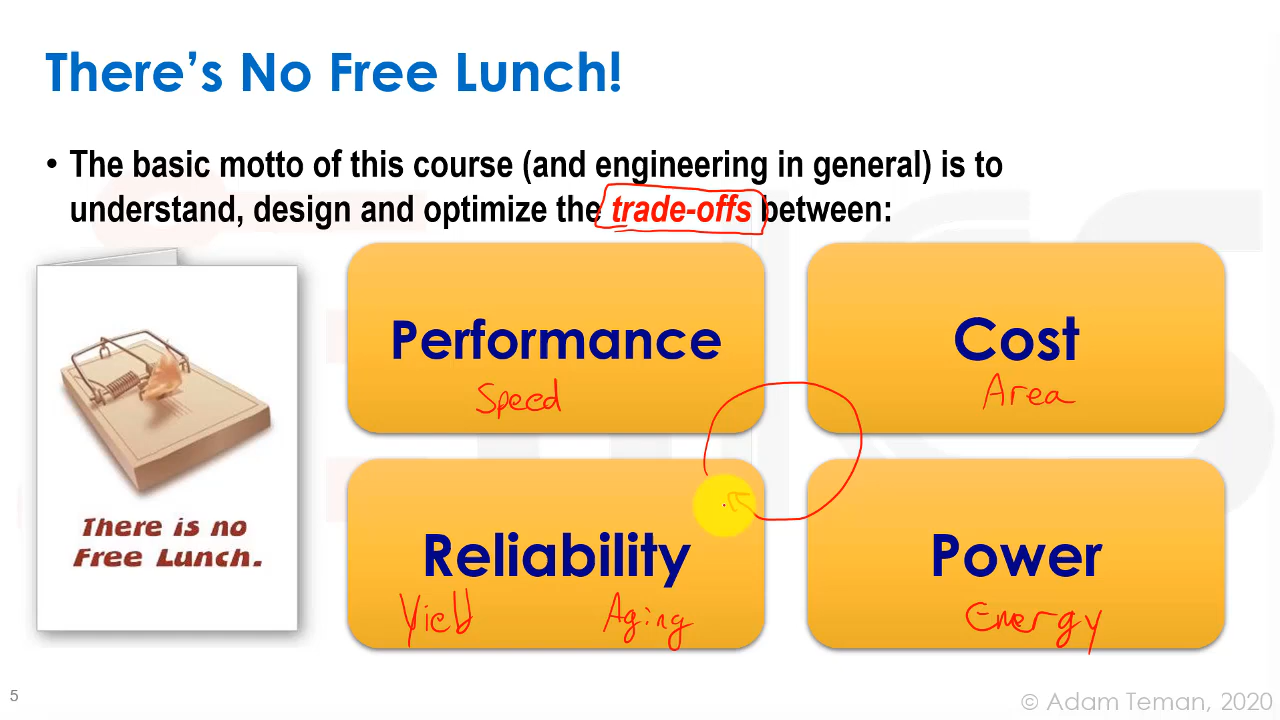 There's No Free Lunch!
• The basic motto of this course (and engineering in general) is to
understand, design and optimize the trade-offs between:
Performance
Speed
Cost
Area
There is no
Free Lunch.
Reliability
Yield Aging
Power
Energy
5
© Adam Teman, 2020